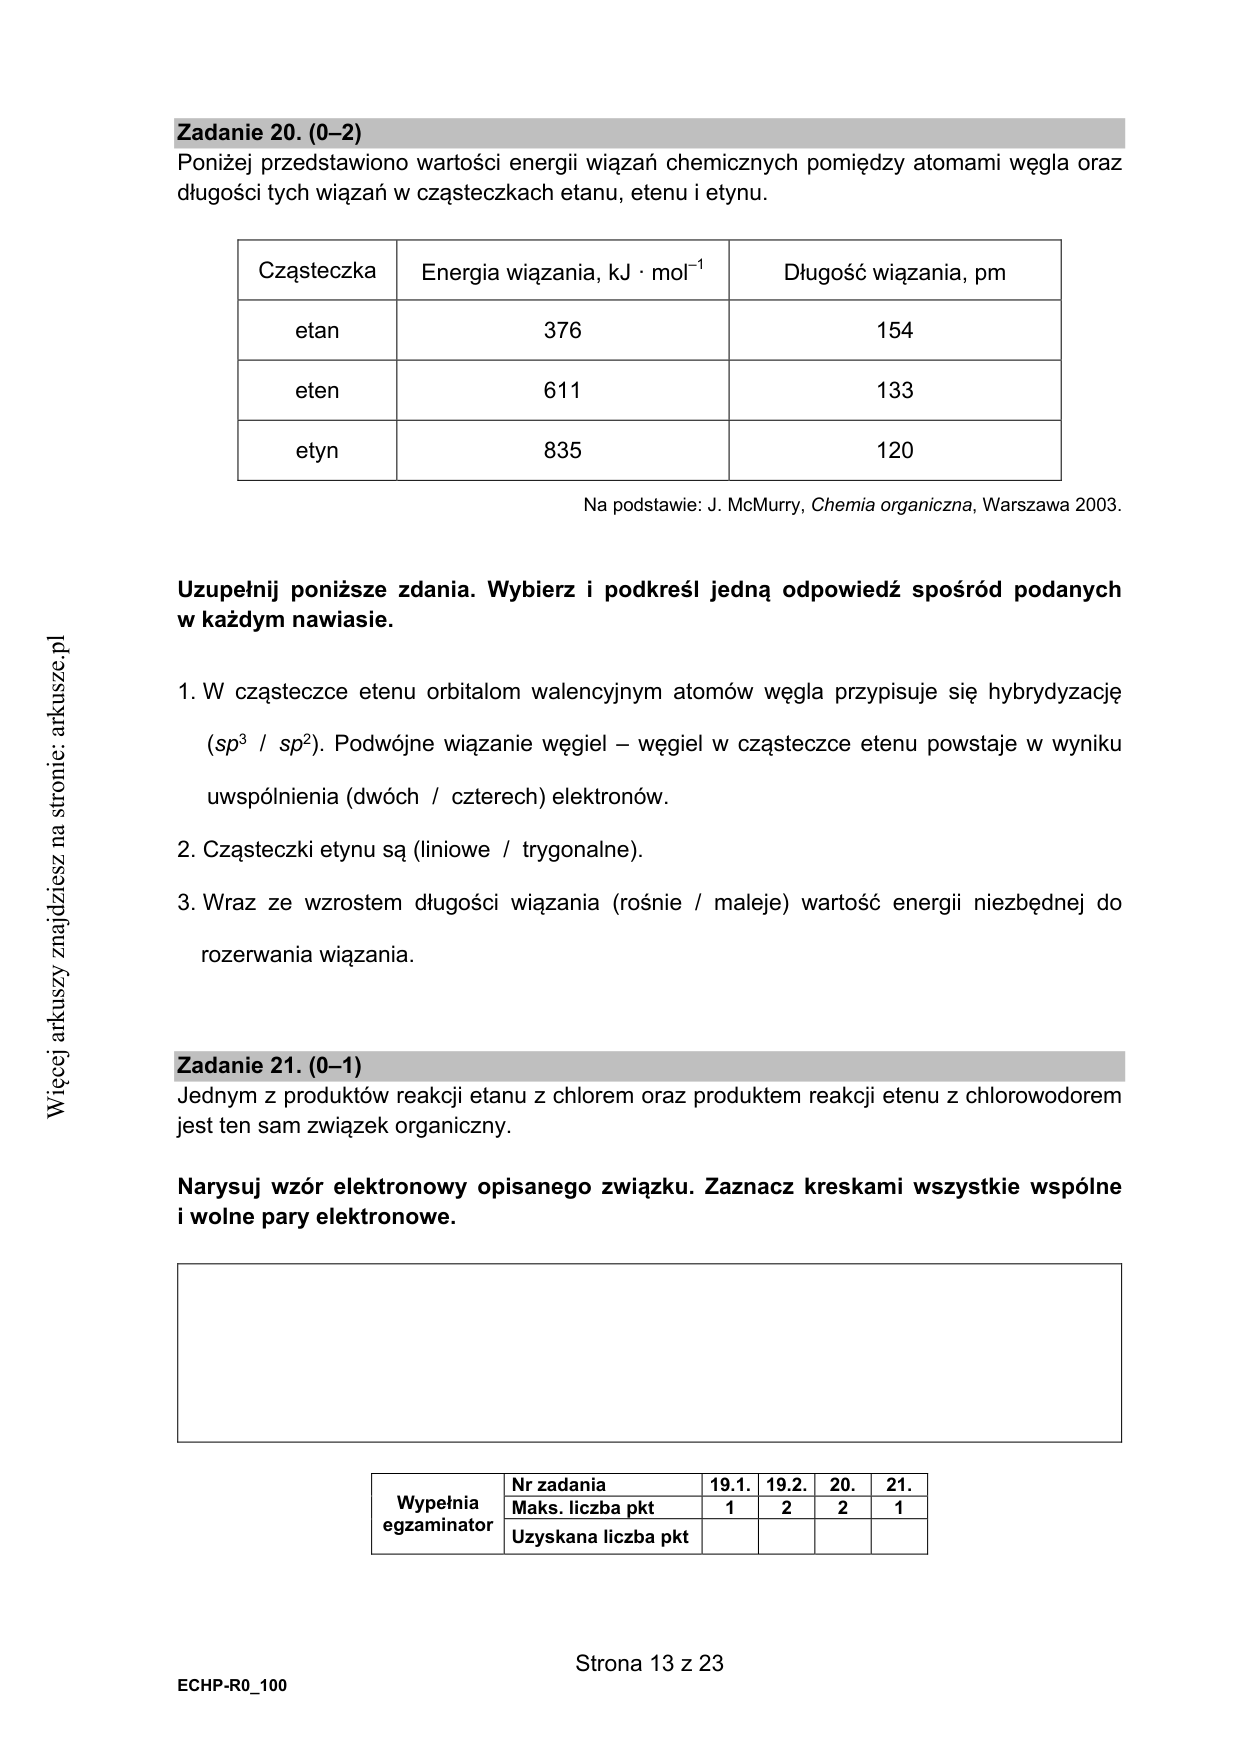 Zadanie 20. (0–2)
Poniżej przedstawiono wartości energii wiązań chemicznych pomiędzy atomami węgla oraz
długości tych wiązań w cząsteczkach etanu, etenu i etynu.
Cząsteczka Energia wiązania, kJ · mol⁻¹ Długość wiązania, pm
etan 376 154
eten 611 133
etyn 835 120
Na podstawie: J. McMurry, Chemia organiczna, Warszawa 2003.
Uzupełnij poniższe zdania. Wybierz i podkreśl jedną odpowiedź spośród podanych
w każdym nawiasie.
1. W cząsteczce etenu orbitalom walencyjnym atomów węgla przypisuje się hybrydyzację
(sp³ / sp²). Podwójne wiązanie węgiel – węgiel w cząsteczce etenu powstaje w wyniku
uwspólnienia (dwóch / czterech) elektronów.
2. Cząsteczki etynu są (liniowe / trygonalne).
3. Wraz ze wzrostem długości wiązania (rośnie / maleje) wartość energii niezbędnej do
rozerwania wiązania.
Zadanie 21. (0–1)
Jednym z produktów reakcji etanu z chlorem oraz produktem reakcji etenu z chlorowodorem
jest ten sam związek organiczny.
Narysuj wzór elektronowy opisanego związku. Zaznacz kreskami wszystkie wspólne
i wolne pary elektronowe.
Wypełnia
egzaminator
Nr zadania 19.1. 19.2. 20. 21.
Maks. liczba pkt 1 2 2 1
Uzyskana liczba pkt
Strona 13 z 23
ECHP-R0_100
Więcej arkuszy znajdziesz na stronie: arkusze.pl